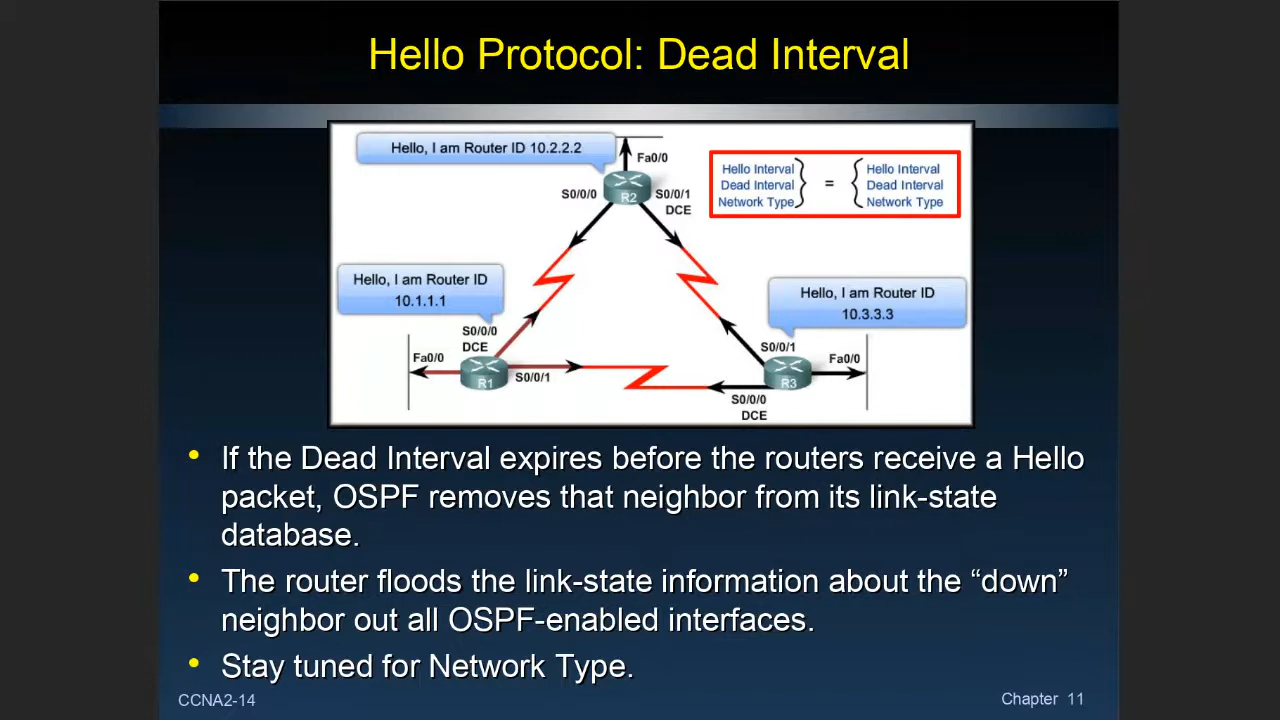 Hello Protocol: Dead Interval
Hello, I am Router ID 10.2.2.2
Fa0/0
S0/0/0
R2
S0/0/1
DCE
Hello Interval
Dead Interval
Network Type
=
Hello Interval
Dead Interval
Network Type
Hello, I am Router ID
10.1.1.1
Hello, I am Router ID
10.3.3.3
S0/0/0
DCE
Fa0/0
R1
S0/0/1
S0/0/1
Fa0/0
R3
S0/0/0
DCE
• If the Dead Interval expires before the routers receive a Hello
packet, OSPF removes that neighbor from its link-state
database.
• The router floods the link-state information about the “down”
neighbor out all OSPF-enabled interfaces.
• Stay tuned for Network Type.
CCNA2-14
Chapter 11